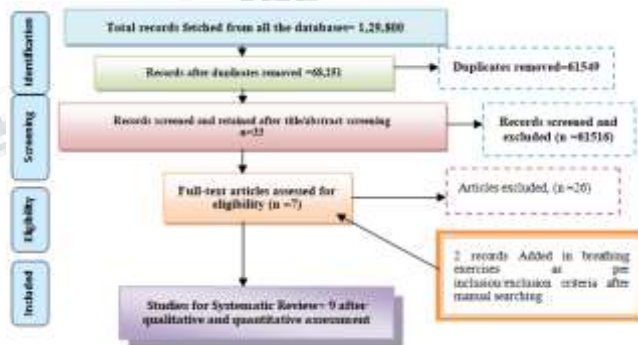 Identification
Total records fetched from all the databases= 1,29,800
Records after duplicates removed =68,251
Duplicates removed=61549
Screening
Records screened and retained after title/abstract screening
n=33
Records screened and
excluded (n =61516)
Eligibility
Full-text articles assessed for
eligibility (n =7)
Articles excluded, (n =26)
2 records Added in breathing
exercises as per
inclusion/exclusion criteria after
manual searching
Included
Studies for Systematic Review= 9 after
qualitative and quantitative assessment